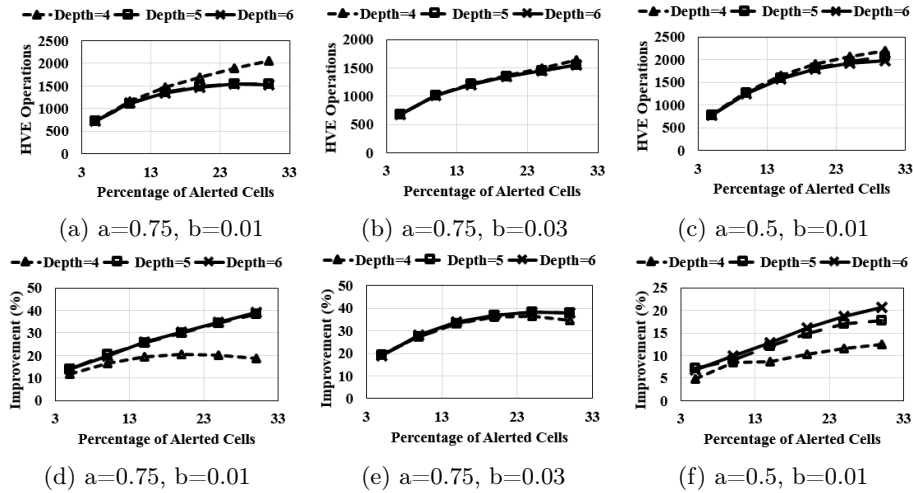 Depth=4 Depth=5 Depth=6
HVE Operations
2500
2000
1500
1000
500
0
3 13 23 33
Percentage of Alerted Cells
(a) a=0.75, b=0.01
Depth=4 Depth=5 Depth=6
HVE Operations
2000
1500
1000
500
0
3 13 23 33
Percentage of Alerted Cells
(b) a=0.75, b=0.03
Depth=4 Depth=5 Depth=6
HVE Operations
2500
2000
1500
1000
500
0
3 13 23 33
Percentage of Alerted Cells
(c) a=0.5, b=0.01
Depth=4 Depth=5 Depth=6
Improvement (%)
50
40
30
20
10
0
3 13 23 33
Percentage of Alerted Cells
(d) a=0.75, b=0.01
Depth=4 Depth=5 Depth=6
Improvement (%)
50
40
30
20
10
0
3 13 23 33
Percentage of Alerted Cells
(e) a=0.75, b=0.03
Depth=4 Depth=5 Depth=6
Improvement (%)
25
20
15
10
5
0
3 13 23 33
Percentage of Alerted Cells
(f) a=0.5, b=0.01